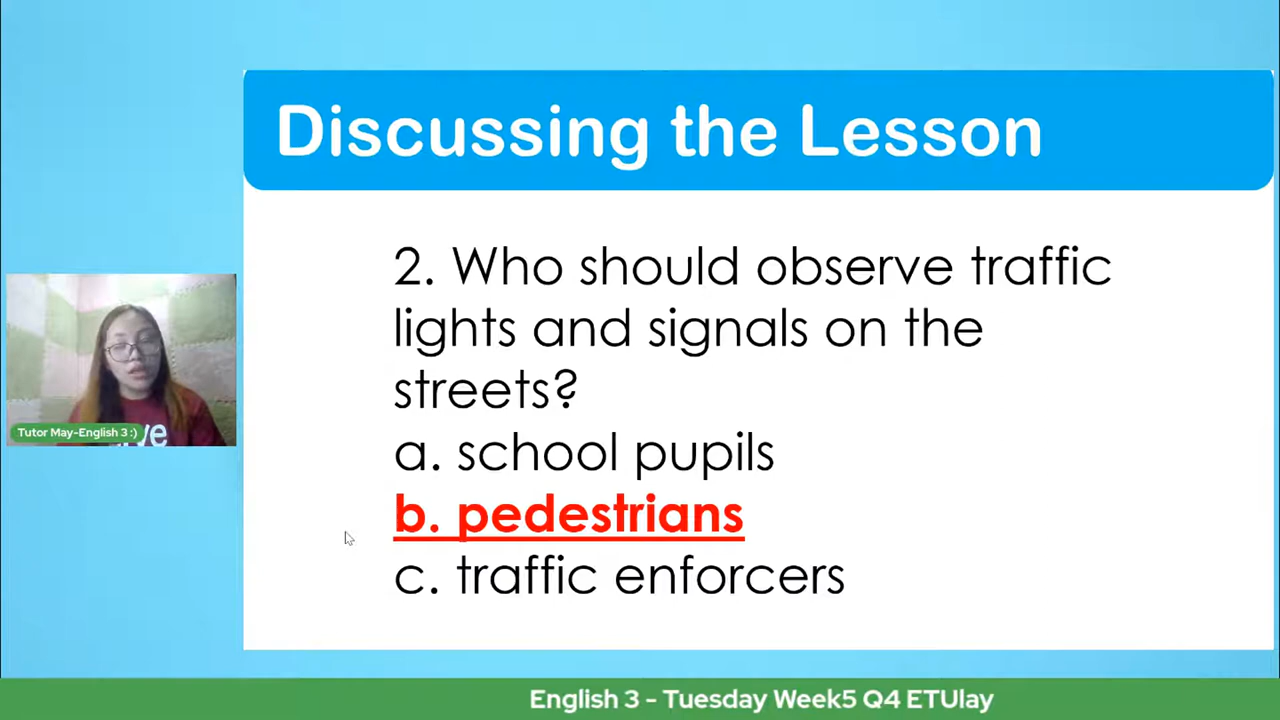 Discussing the Lesson
2. Who should observe traffic
lights and signals on the
streets?
a. school pupils
b. pedestrians
c. traffic enforcers
Tutor May-English 3 :)
English 3 - Tuesday Week5 Q4 ETUlay